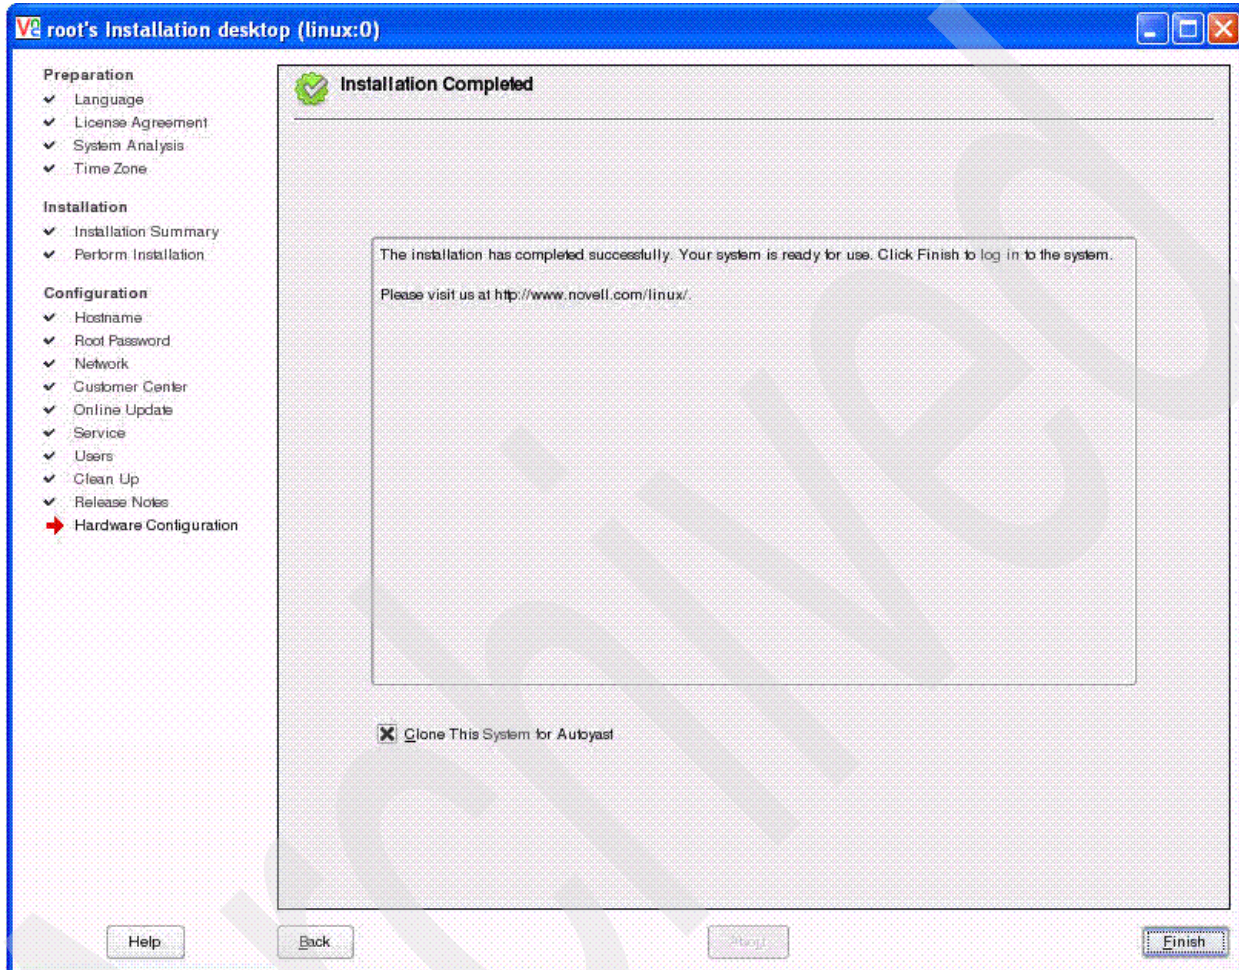 root's Installation desktop (linux:0)
Preparation
Language
License Agreement
System Analysis
Time Zone
Installation
Installation Summary
Perform Installation
Configuration
Hostname
Root Password
Network
Customer Center
Online Update
Service
Users
Clean Up
Release Notes
Hardware Configuration
Installation Completed
The installation has completed successfully. Your system is ready for use. Click Finish to log in to the system.
Please visit us at http://www.novell.com/linux/.
Clone This System for Autoyast
Help
Back
Abort
Finish